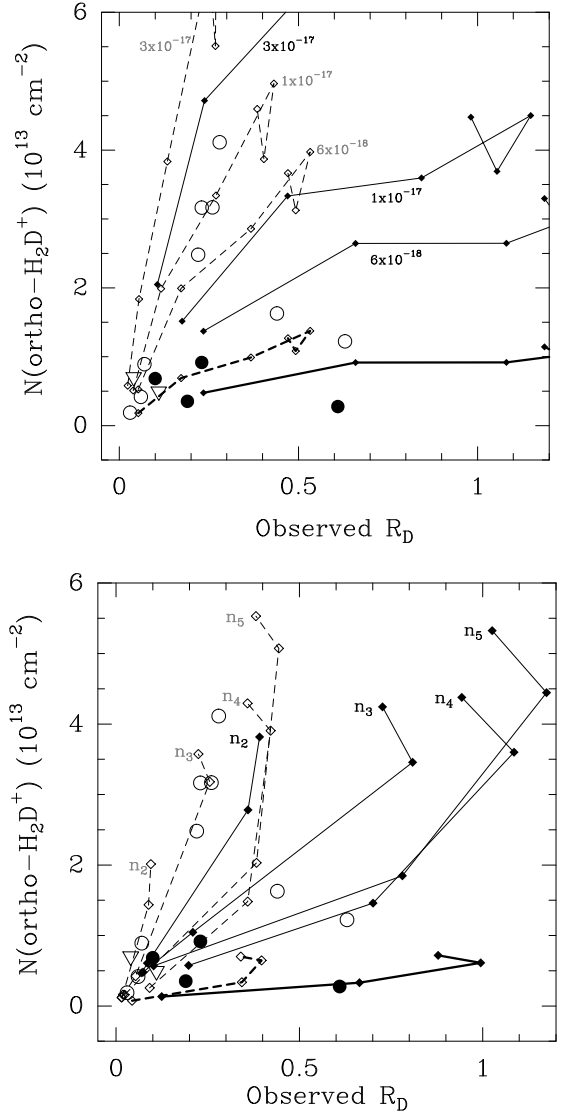 6
3x10⁻¹⁷
3x10⁻¹⁷
1x10⁻¹⁷
4
6x10⁻¹⁸
1x10⁻¹⁷
6x10⁻¹⁸
2
0
N(ortho−H₂D⁺) (10¹³ cm⁻²)
0 0.5 1
Observed R_D
6
n₅
n₅
n₄
n₄
n₃
4
n₂
n₃
2
n₂
0
N(ortho−H₂D⁺) (10¹³ cm⁻²)
0 0.5 1
Observed R_D